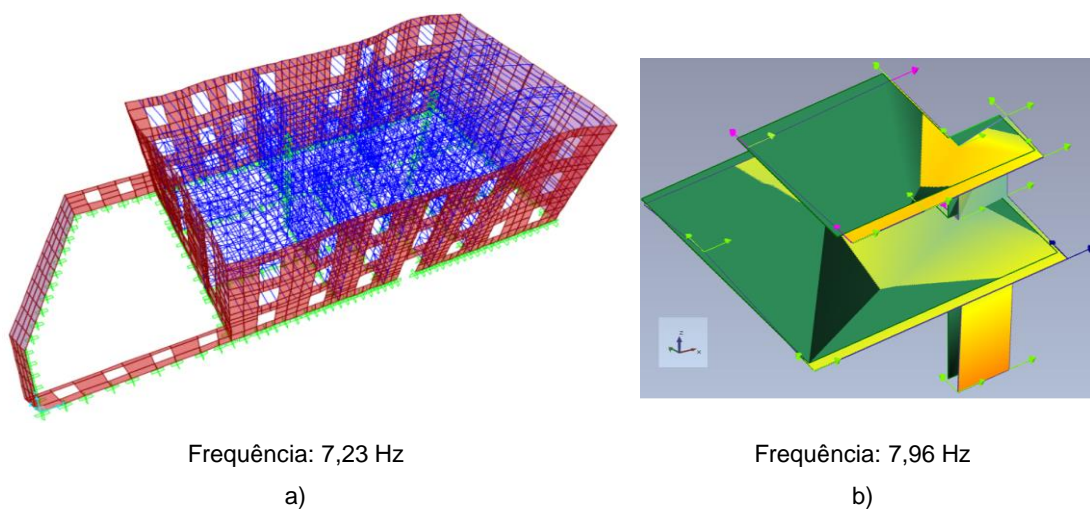 z
x
Frequência: 7,23 Hz
Frequência: 7,96 Hz
a)
b)